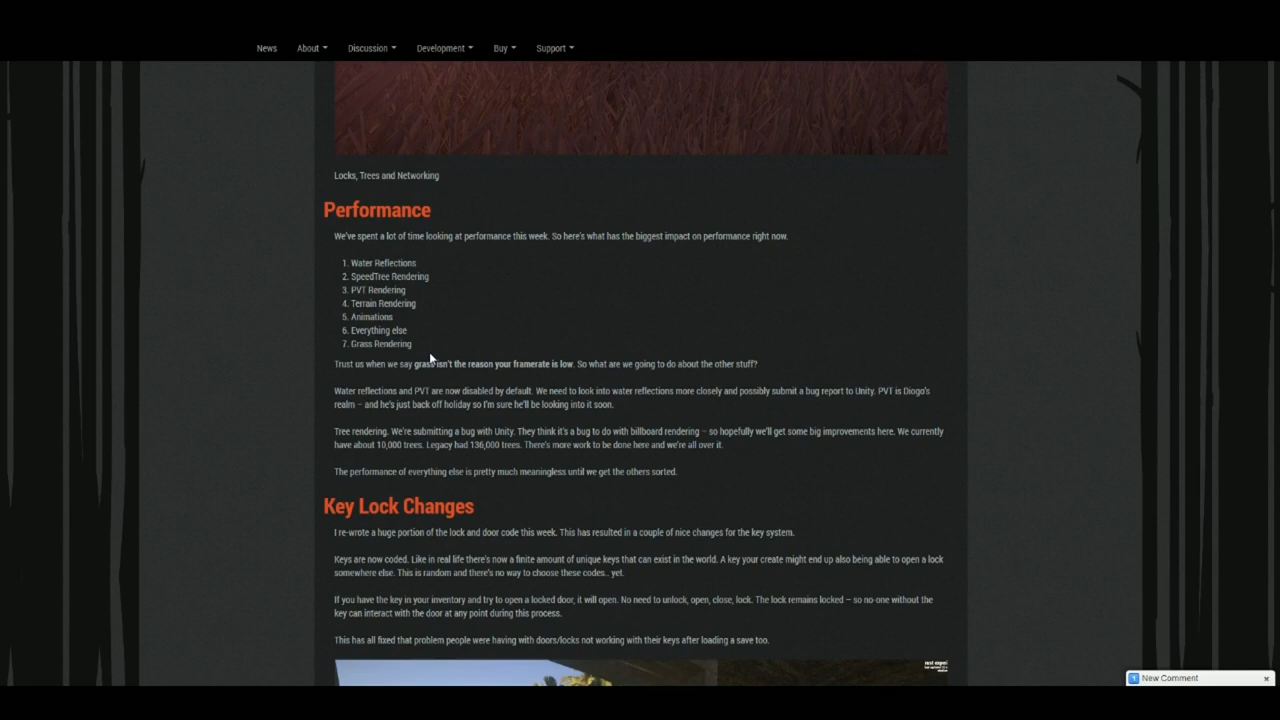 News About Discussion Development Buy Support
Locks, Trees and Networking
Performance
We've spent a lot of time looking at performance this week. So here's what has the biggest impact on performance right now.
1. Water Reflections
2. SpeedTree Rendering
3. PVT Rendering
4. Terrain Rendering
5. Animations
6. Everything else
7. Grass Rendering
Trust us when we say grass isn't the reason your framerate is low. So what are we going to do about the other stuff?
Water reflections and PVT are now disabled by default. We need to look into water reflections more closely and possibly submit a bug report to Unity. PVT is Diogo's
realm – and he's just back off holiday so I'm sure he'll be looking into it soon.
Tree rendering. We're submitting a bug with Unity. They think it's a bug to do with billboard rendering – so hopefully we'll get some big improvements here. We currently
have about 10,000 trees. Legacy had 136,000 trees. There's more work to be done here and we're all over it.
The performance of everything else is pretty much meaningless until we get the others sorted.
Key Lock Changes
I re-wrote a huge portion of the lock and door code this week. This has resulted in a couple of nice changes for the key system.
Keys are now coded. Like in real life there's now a finite amount of unique keys that can exist in the world. A key your create might end up also being able to open a lock
somewhere else. This is random and there's no way to choose these codes.. yet.
If you have the key in your inventory and try to open a locked door, it will open. No need to unlock, open, close, lock. The lock remains locked – so no-one without the
key can interact with the door at any point during this process.
This has all fixed that problem people were having with doors/locks not working with their keys after loading a save too.
New Comment